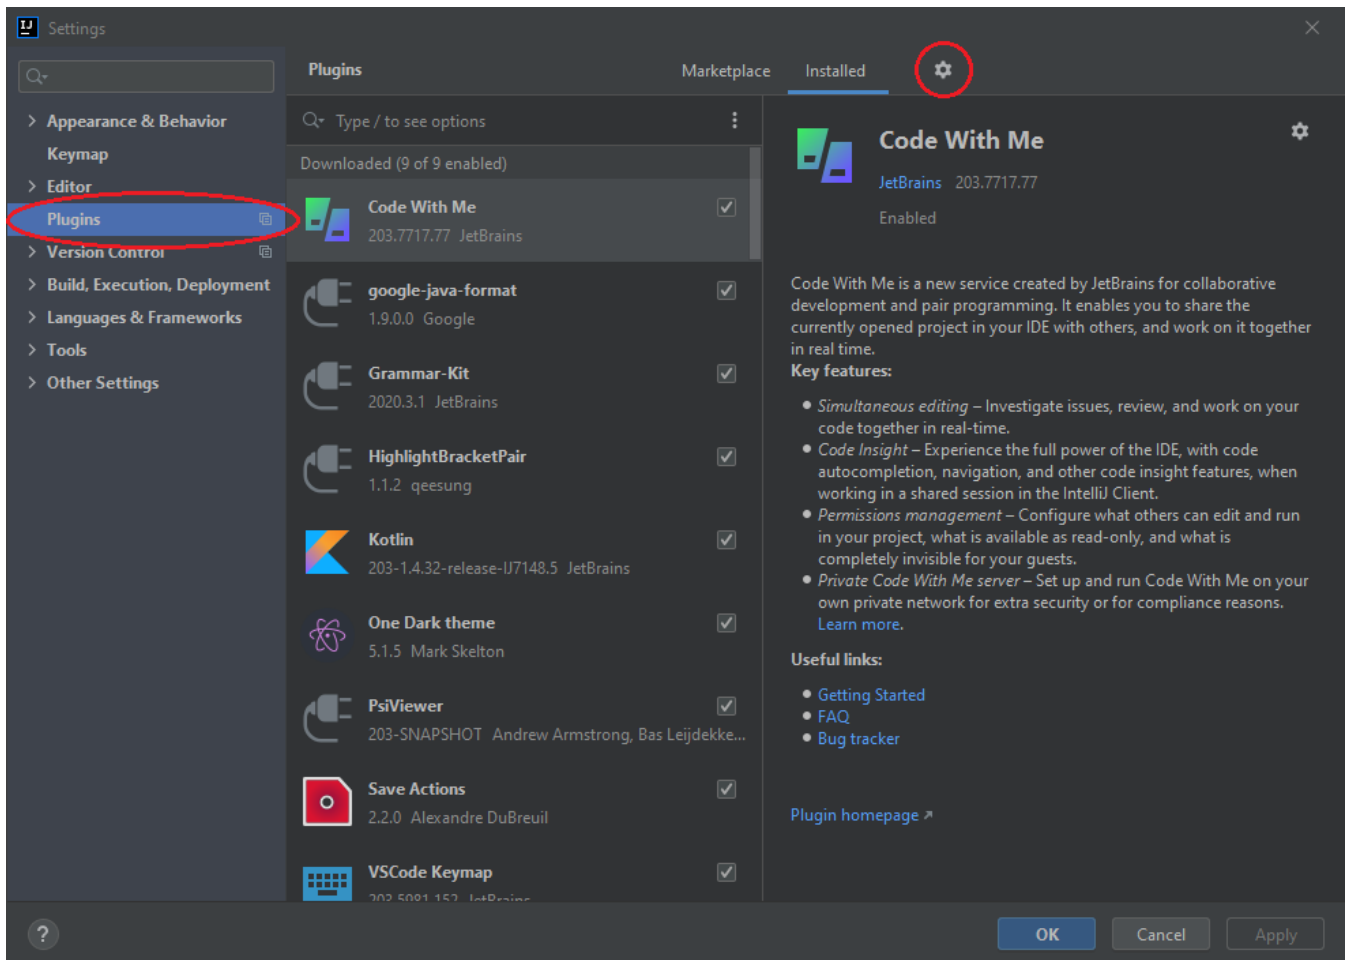 Settings
Plugins
Marketplace
Installed
Appearance & Behavior
Keymap
Editor
Plugins
Version Control
Build, Execution, Deployment
Languages & Frameworks
Tools
Other Settings
Type / to see options
Downloaded (9 of 9 enabled)
Code With Me
203.7717.77 JetBrains
google-java-format
1.9.0.0 Google
Grammar-Kit
2020.3.1 JetBrains
HighlightBracketPair
1.1.2 qeesung
Kotlin
203-1.4.32-release-IJ7148.5 JetBrains
One Dark theme
5.1.5 Mark Skelton
PsiViewer
203-SNAPSHOT Andrew Armstrong, Bas Leijdekke...
Save Actions
2.2.0 Alexandre DuBreuil
VSCode Keymap
203.5981.152 JetBrains
Code With Me
JetBrains 203.7717.77
Enabled
Code With Me is a new service created by JetBrains for collaborative
development and pair programming. It enables you to share the
currently opened project in your IDE with others, and work on it together
in real time.
Key features:
• Simultaneous editing – Investigate issues, review, and work on your
code together in real-time.
• Code Insight – Experience the full power of the IDE, with code
autocompletion, navigation, and other code insight features, when
working in a shared session in the IntelliJ Client.
• Permissions management – Configure what others can edit and run
in your project, what is available as read-only, and what is
completely invisible for your guests.
• Private Code With Me server – Set up and run Code With Me on your
own private network for extra security or for compliance reasons.
Learn more.
Useful links:
• Getting Started
• FAQ
• Bug tracker
Plugin homepage ↗
?
OK
Cancel
Apply